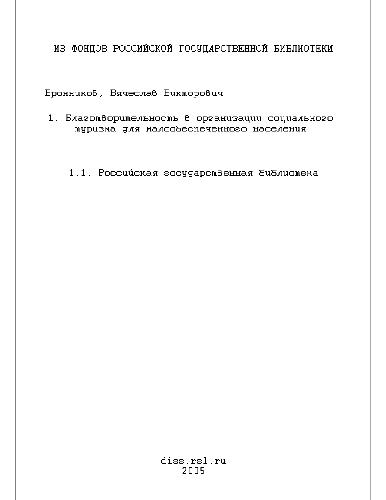 ИЗ ФОНДОВ РОССИЙСКОЙ ГОСУДАРСТВЕННОЙ БИБЛИОТЕКИ
Бронников, Вячеслав Викторович
1. Благотворительность в организации социального
туризма для малообеспеченного населения
1.1. Российская государственная библиотека
diss.rsl.ru
2005